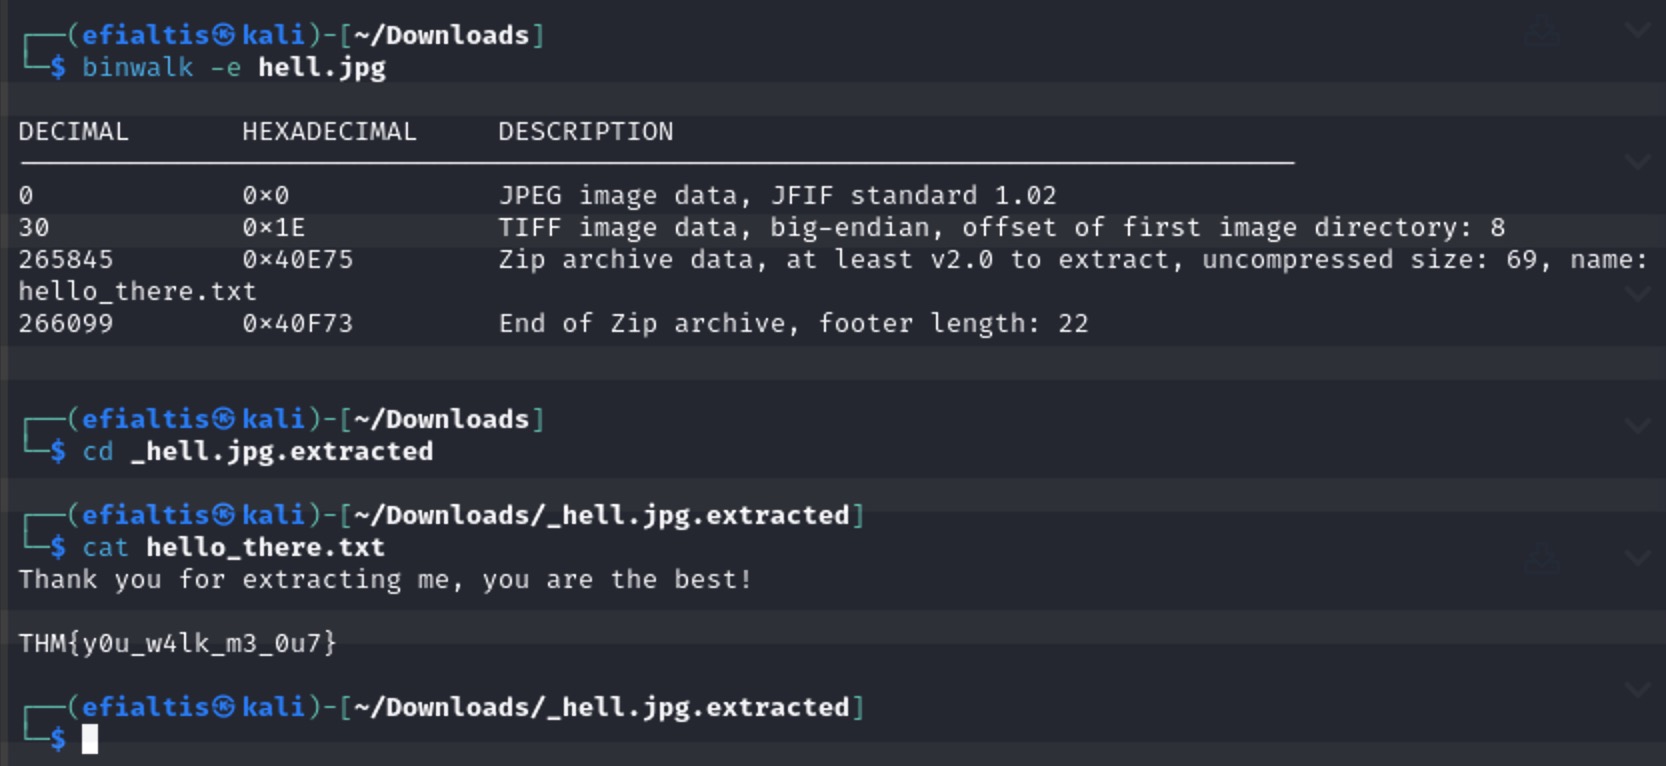 ┌──(efialtis㉿kali)-[~/Downloads]
└─$ binwalk -e hell.jpg
DECIMAL       HEXADECIMAL     DESCRIPTION
0             0×0             JPEG image data, JFIF standard 1.02
30            0×1E            TIFF image data, big-endian, offset of first image directory: 8
265845        0×40E75         Zip archive data, at least v2.0 to extract, uncompressed size: 69, name:
hello_there.txt
266099        0×40F73         End of Zip archive, footer length: 22
┌──(efialtis㉿kali)-[~/Downloads]
└─$ cd _hell.jpg.extracted
┌──(efialtis㉿kali)-[~/Downloads/_hell.jpg.extracted]
└─$ cat hello_there.txt
Thank you for extracting me, you are the best!
THM{y0u_w4lk_m3_0u7}
┌──(efialtis㉿kali)-[~/Downloads/_hell.jpg.extracted]
└─$